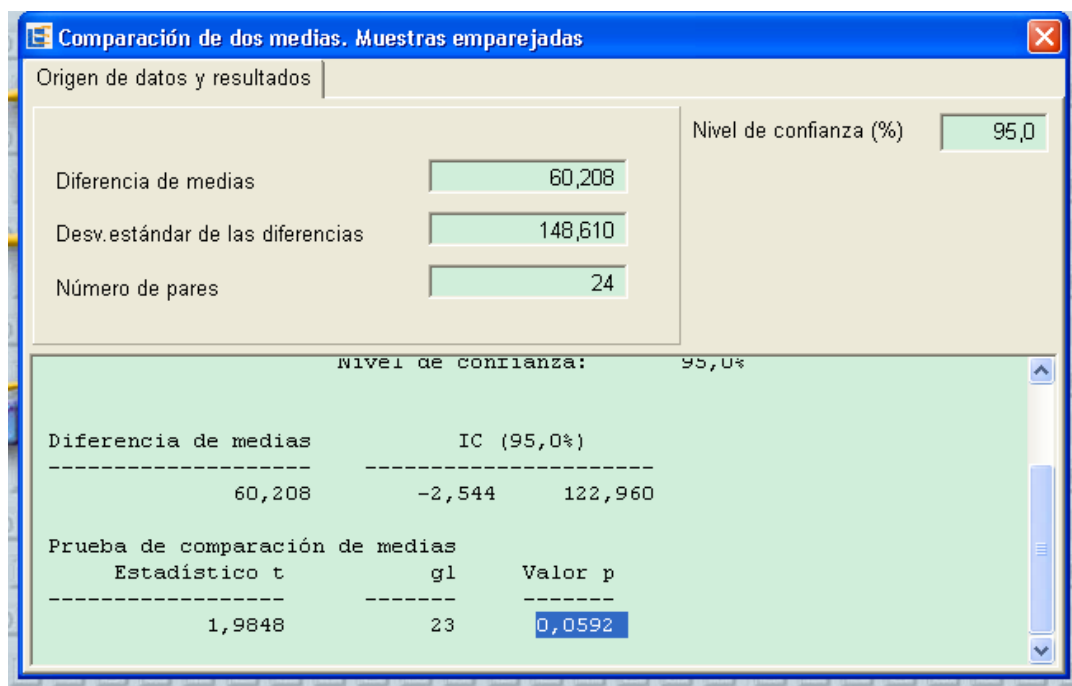 Comparación de dos medias. Muestras emparejadas
Origen de datos y resultados
Nivel de confianza (%) 95,0
Diferencia de medias 60,208
Desv.estándar de las diferencias 148,610
Número de pares 24
Nivel de confianza: 95,0%
Diferencia de medias IC (95,0%)
-------------------- ----------------------
60,208 -2,544 122,960
Prueba de comparación de medias
Estadístico t gl Valor p
------------------ ------- -------
1,9848 23 0,0592